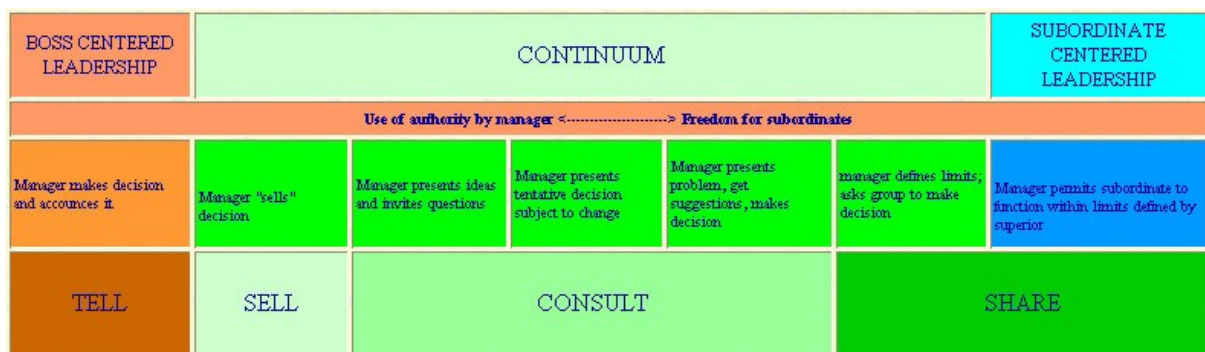 BOSS CENTERED
LEADERSHIP
CONTINUUM
SUBORDINATE
CENTERED
LEADERSHIP
Use of authority by manager <----------------------> Freedom for subordinates
Manager makes decision
and accounces it
Manager "sells"
decision
Manager presents ideas
and invites questions
Manager presents
tentative decision
subject to change
Manager presents
problem, get
suggestions, makes
decision
manager defines limits;
asks group to make
decision
Manager permits subordinate to
function within limits defined by
superior
TELL
SELL
CONSULT
SHARE